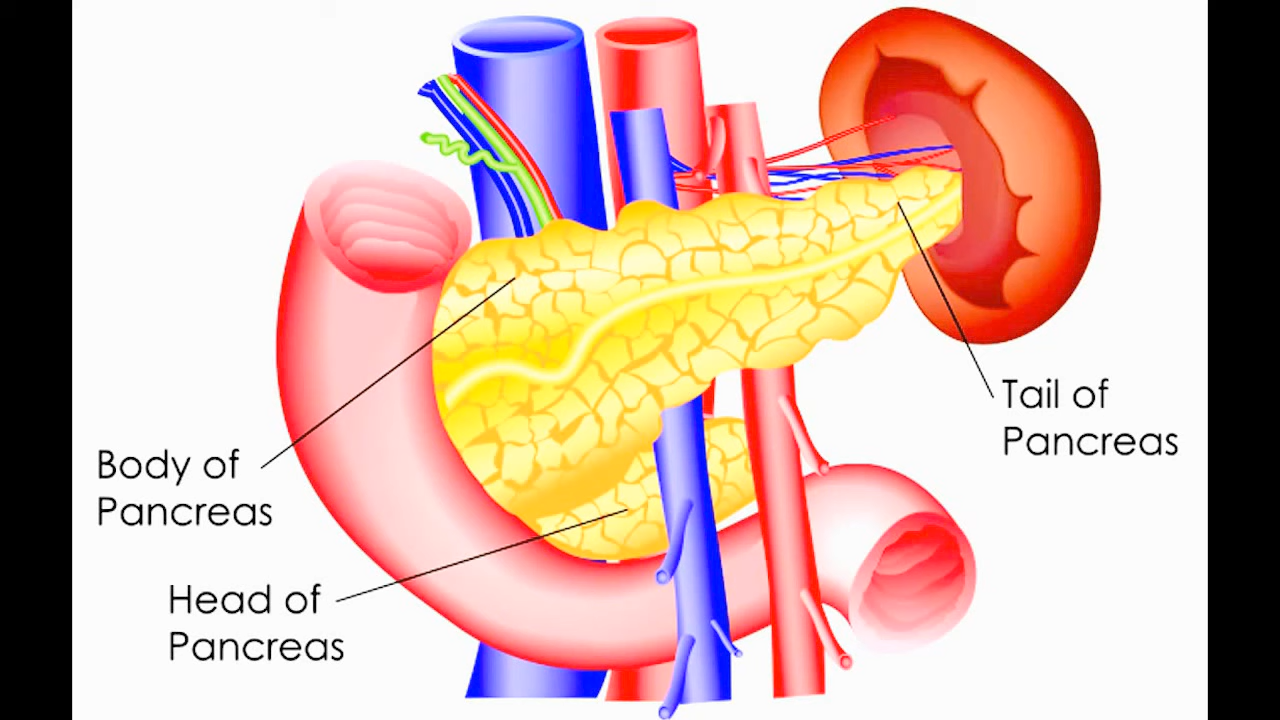 Tail of
Pancreas
Body of
Pancreas
Head of
Pancreas